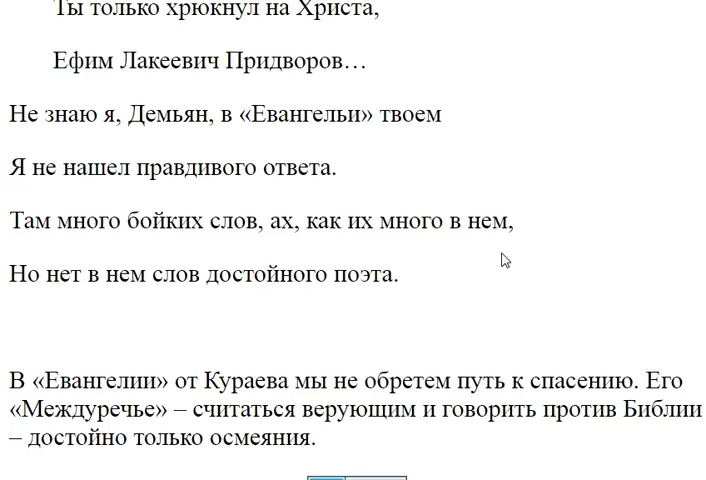 Ты только хрюкнул на Христа,
Ефим Лакеевич Придворов…
Не знаю я, Демьян, в «Евангельи» твоем
Я не нашел правдивого ответа.
Там много бойких слов, ах, как их много в нем,
Но нет в нем слов достойного поэта.
В «Евангелии» от Кураева мы не обретем путь к спасению. Его
«Междуречье» – считаться верующим и говорить против Библии
– достойно только осмеяния.